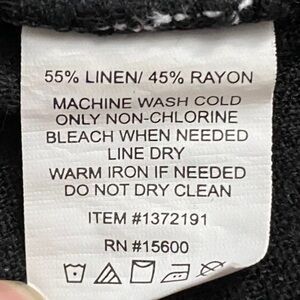 55% LINEN/ 45% RAYON
MACHINE WASH COLD
ONLY NON-CHLORINE
BLEACH WHEN NEEDED
LINE DRY
WARM IRON IF NEEDED
DO NOT DRY CLEAN
ITEM #1372191
RN #15600